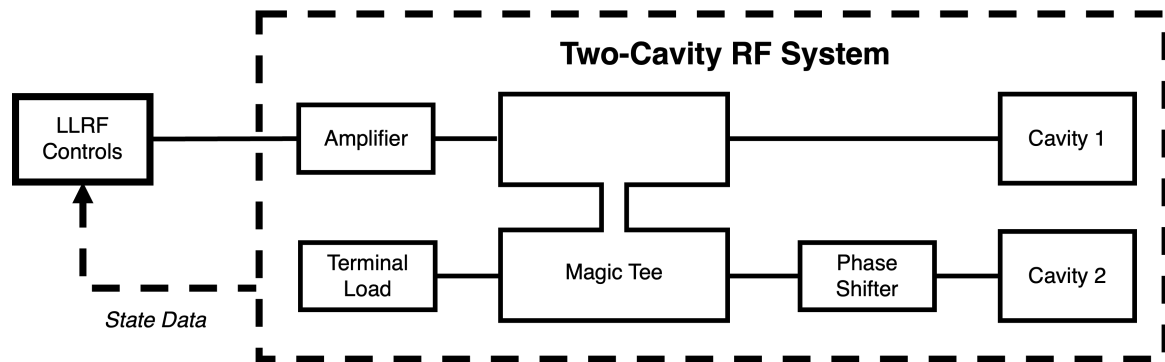 Two-Cavity RF System
LLRF
Controls
Amplifier
Cavity 1
Terminal
Load
Magic Tee
Phase
Shifter
Cavity 2
State Data